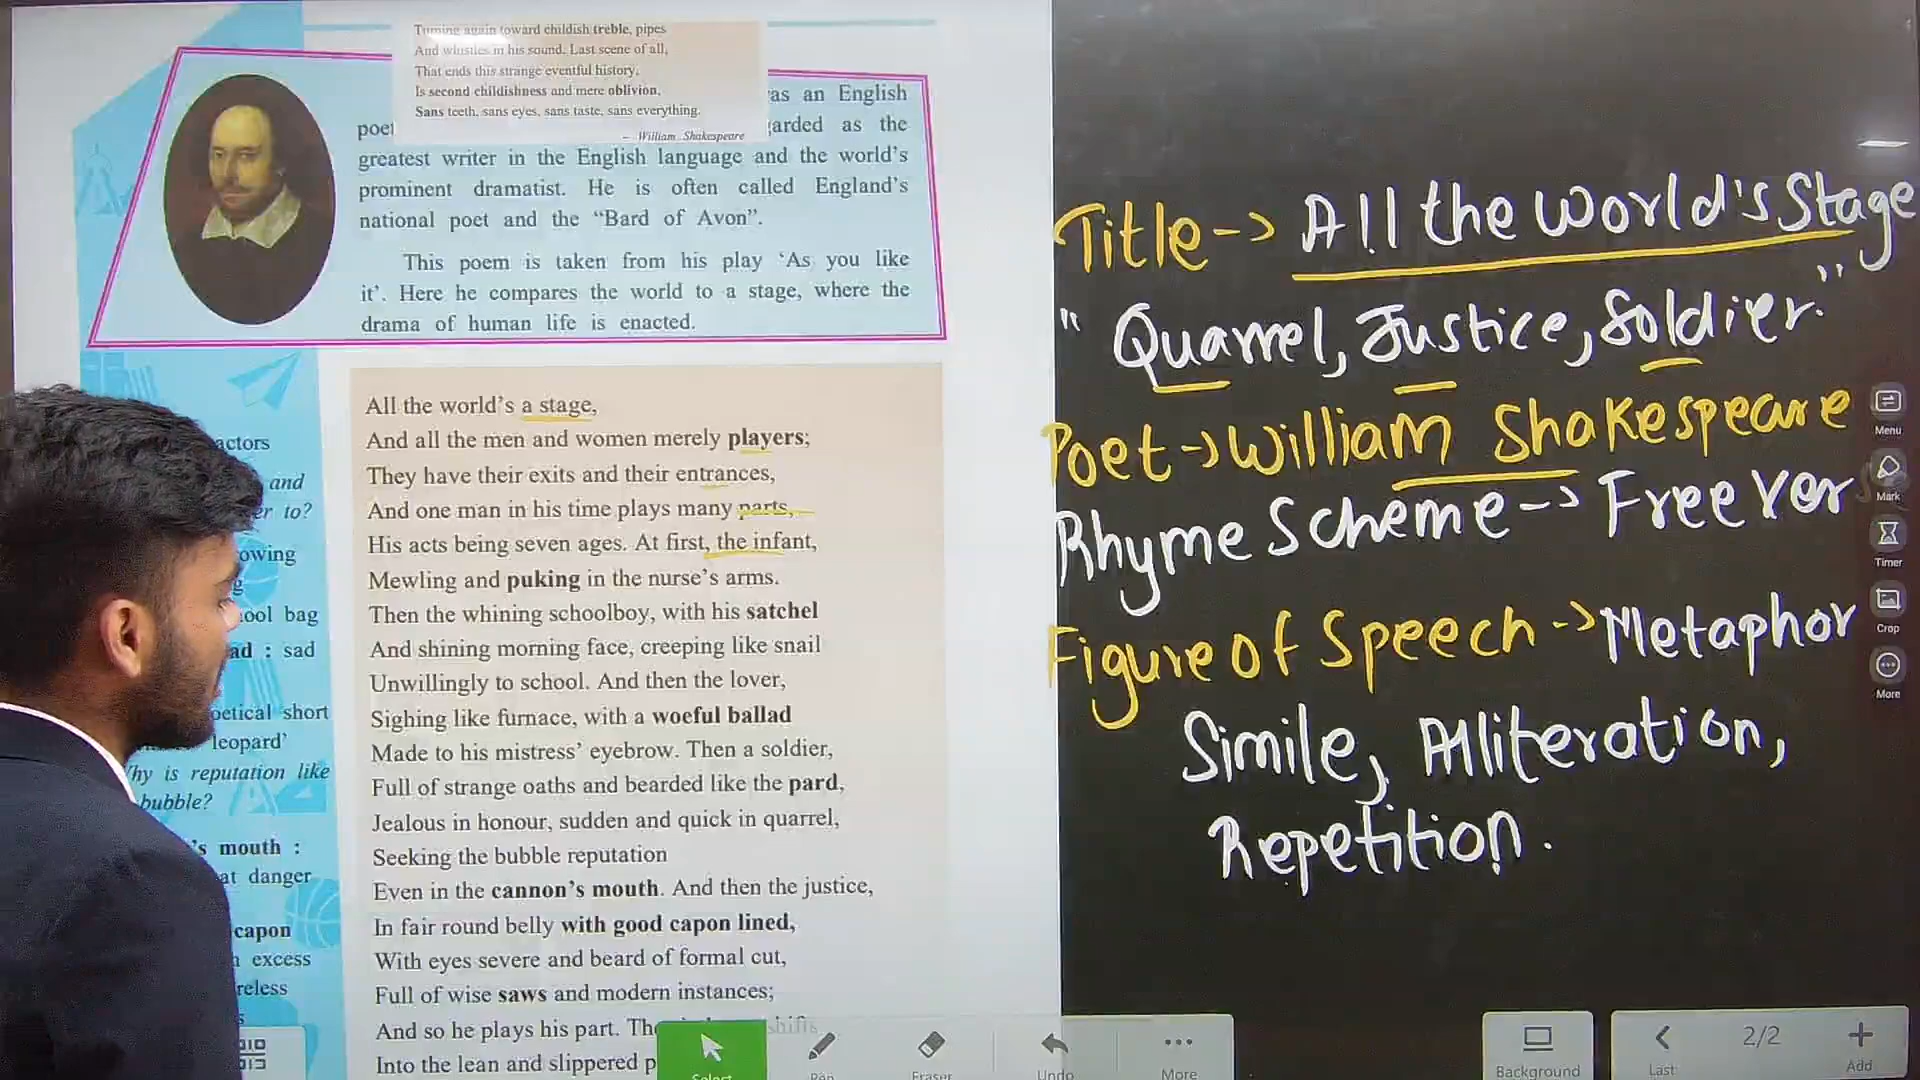 Turning again toward childish treble, pipes
And whistles in his sound. Last scene of all,
That ends this strange eventful history,
Is second childishness and mere oblivion,
Sans teeth, sans eyes, sans taste, sans everything.
– William Shakespeare
as an English
poet
garded as the
greatest writer in the English language and the world's
prominent dramatist. He is often called England's
national poet and the “Bard of Avon”.
This poem is taken from his play ‘As you like
it’. Here he compares the world to a stage, where the
drama of human life is enacted.
actors
and
er to?
owing
g
ool bag
ad : sad
oetical short
leopard’
Why is reputation like
bubble?
’s mouth :
at danger
capon
excess
reless
s
All the world’s a stage,
And all the men and women merely players;
They have their exits and their entrances,
And one man in his time plays many parts,
His acts being seven ages. At first, the infant,
Mewling and puking in the nurse’s arms.
Then the whining schoolboy, with his satchel
And shining morning face, creeping like snail
Unwillingly to school. And then the lover,
Sighing like furnace, with a woeful ballad
Made to his mistress’ eyebrow. Then a soldier,
Full of strange oaths and bearded like the pard,
Jealous in honour, sudden and quick in quarrel,
Seeking the bubble reputation
Even in the cannon’s mouth. And then the justice,
In fair round belly with good capon lined,
With eyes severe and beard of formal cut,
Full of wise saws and modern instances;
And so he plays his part. The shifts
Into the lean and slippered p
Title-> All the World's Stage
" Quarrel, Justice, Soldier."
Poet->William Shakespeare
Rhyme Scheme--> Free Ver
Figure of Speech -> Metaphor
Simile, Alliteration,
Repetition.
Menu
Mark
Timer
Crop
More
Select
Pen
Eraser
Undo
More
Background
Last
2/2
Add